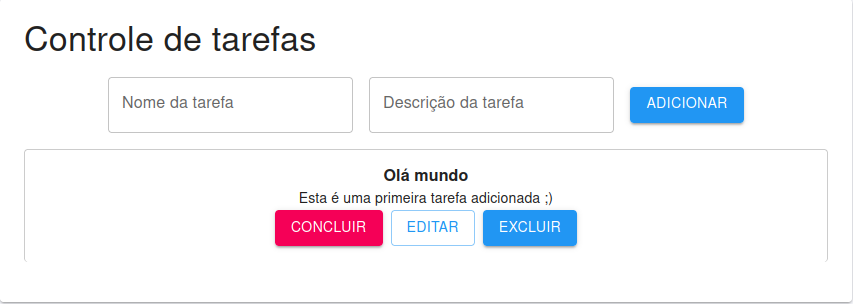 Controle de tarefas
Nome da tarefa
Descrição da tarefa
ADICIONAR
Olá mundo
Esta é uma primeira tarefa adicionada ;)
CONCLUIR
EDITAR
EXCLUIR